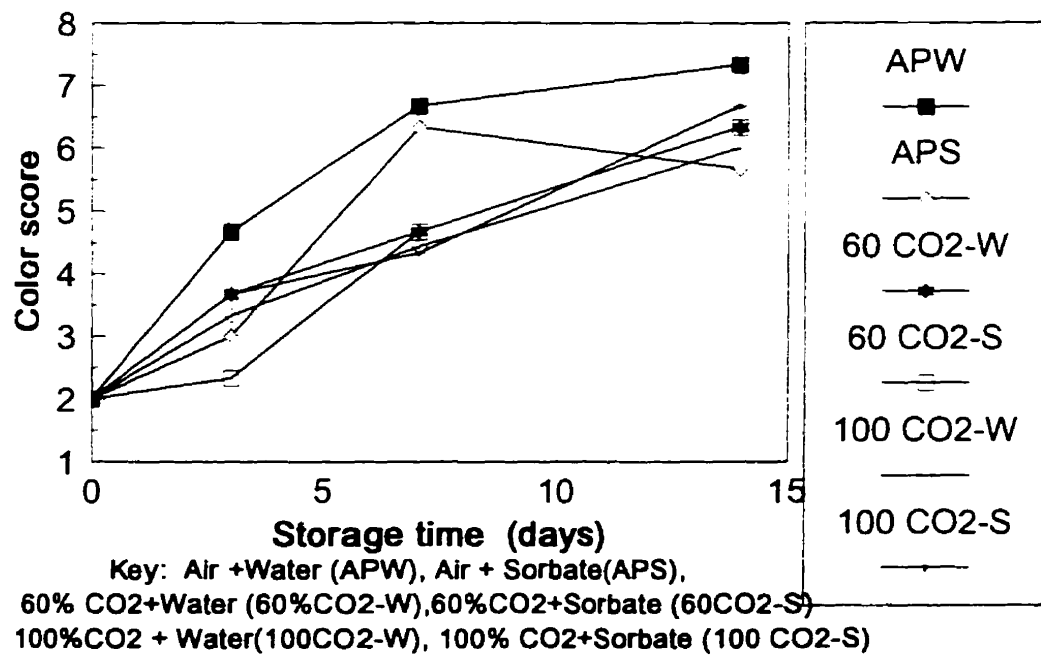 8
7
6
5
4
3
2
1
Color score
0
5
10
15
Storage time (days)
APW
APS
60 CO2-W
60 CO2-S
100 CO2-W
100 CO2-S
Key: Air +Water (APW), Air + Sorbate(APS),
60% CO2+Water (60%CO2-W),60%CO2+Sorbate (60CO2-S)
100%CO2 + Water(100CO2-W), 100% CO2+Sorbate (100 CO2-S)